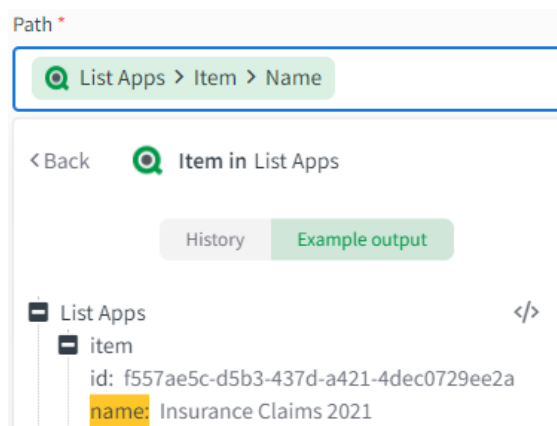 Path *
List Apps > Item > Name
< Back Item in List Apps
History Example output
List Apps </>
item
id: f557ae5c-d5b3-437d-a421-4dec0729ee2a
name: Insurance Claims 2021